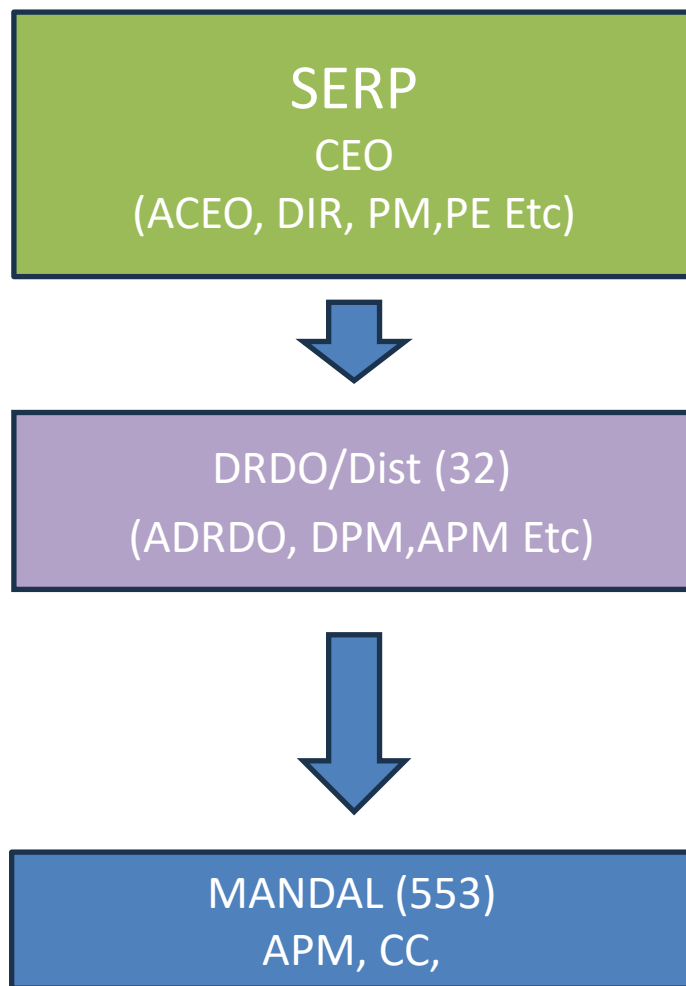 SERP
CEO
(ACEO, DIR, PM,PE Etc)
DRDO/Dist (32)
(ADRDO, DPM,APM Etc)
MANDAL (553)
APM, CC,